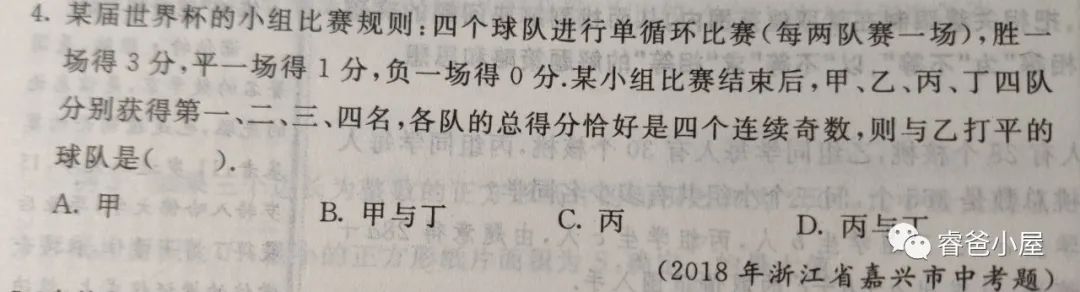 4. 某届世界杯的小组比赛规则:四个球队进行单循环比赛(每两队赛一场),胜一
场得3分,平一场得1分,负一场得0分.某小组比赛结束后,甲、乙、丙、丁四队
分别获得第一、二、三、四名,各队的总得分恰好是四个连续奇数,则与乙打平的
球队是( ).
A. 甲 B. 甲与丁 C. 丙 D. 丙与丁
睿爸小屋
(2018年浙江省嘉兴市中考题)